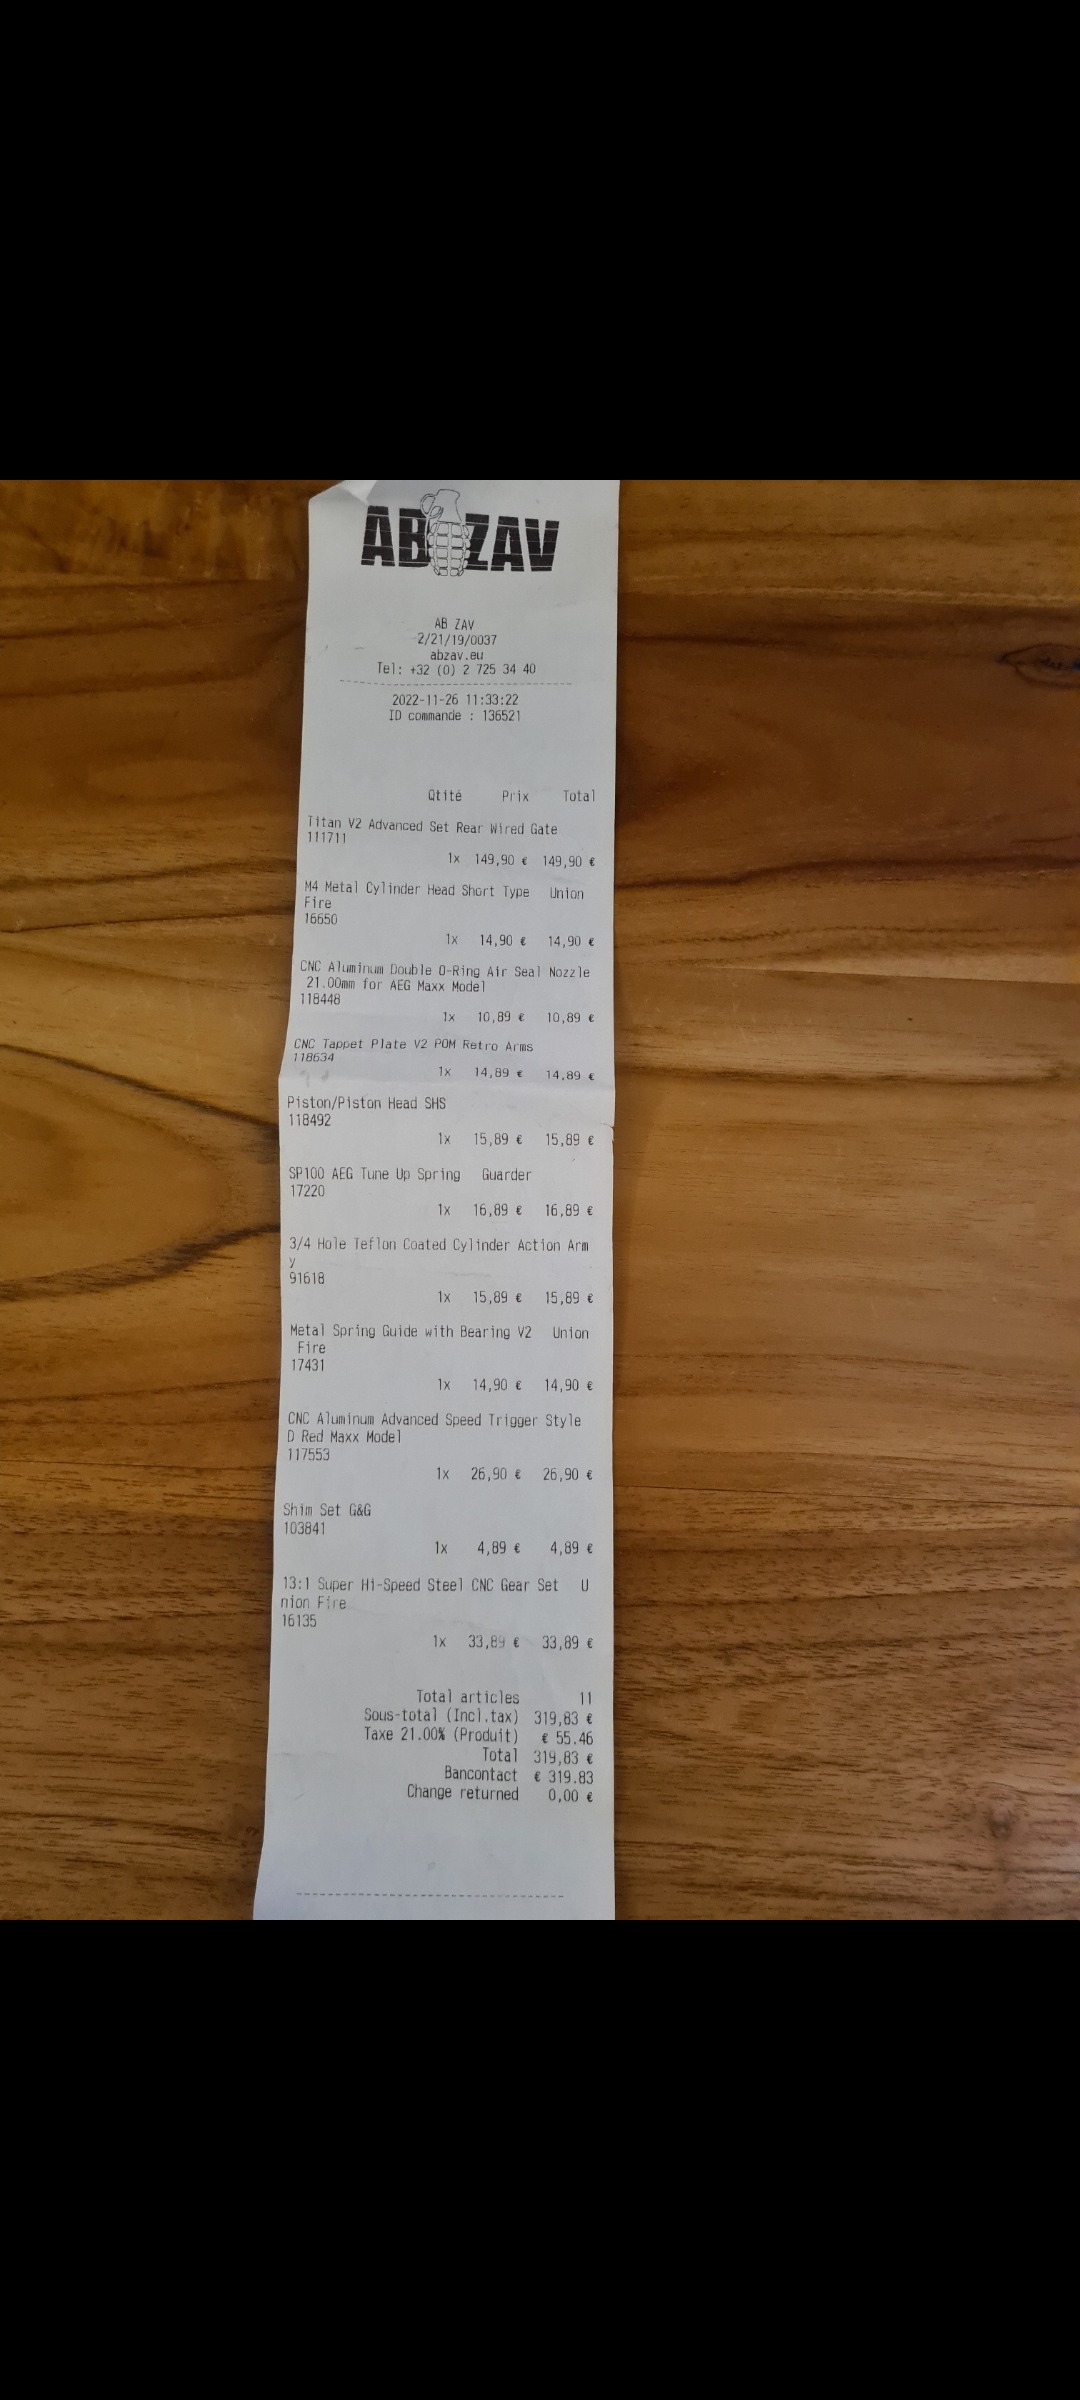 AB ZAV
AB ZAV
2/21/19/0037
abzav.eu
Tel: +32 (0) 2 725 34 40
2022-11-26 11:33:22
ID commande : 136521
Qtité Prix Total
Titan V2 Advanced Set Rear Wired Gate
111711
1x 149,90 € 149,90 €
M4 Metal Cylinder Head Short Type Union
Fire
16650
1x 14,90 € 14,90 €
CNC Aluminum Double O-Ring Air Seal Nozzle
21.00mm for AEG Maxx Model
118448
1x 10,89 € 10,89 €
CNC Tappet Plate V2 POM Retro Arms
118634
1x 14,89 € 14,89 €
Piston/Piston Head SHS
118492
1x 15,89 € 15,89 €
SP100 AEG Tune Up Spring Guarder
17220
1x 16,89 € 16,89 €
3/4 Hole Teflon Coated Cylinder Action Arm
y
91618
1x 15,89 € 15,89 €
Metal Spring Guide with Bearing V2 Union
Fire
17431
1x 14,90 € 14,90 €
CNC Aluminum Advanced Speed Trigger Style
D Red Maxx Model
117553
1x 26,90 € 26,90 €
Shim Set G&G
103841
1x 4,89 € 4,89 €
13:1 Super Hi-Speed Steel CNC Gear Set U
nion Fire
16135
1x 33,89 € 33,89 €
Total articles 11
Sous-total (Incl.tax) 319,83 €
Taxe 21.00% (Produit) € 55.46
Total 319,83 €
Bancontact € 319.83
Change returned 0,00 €